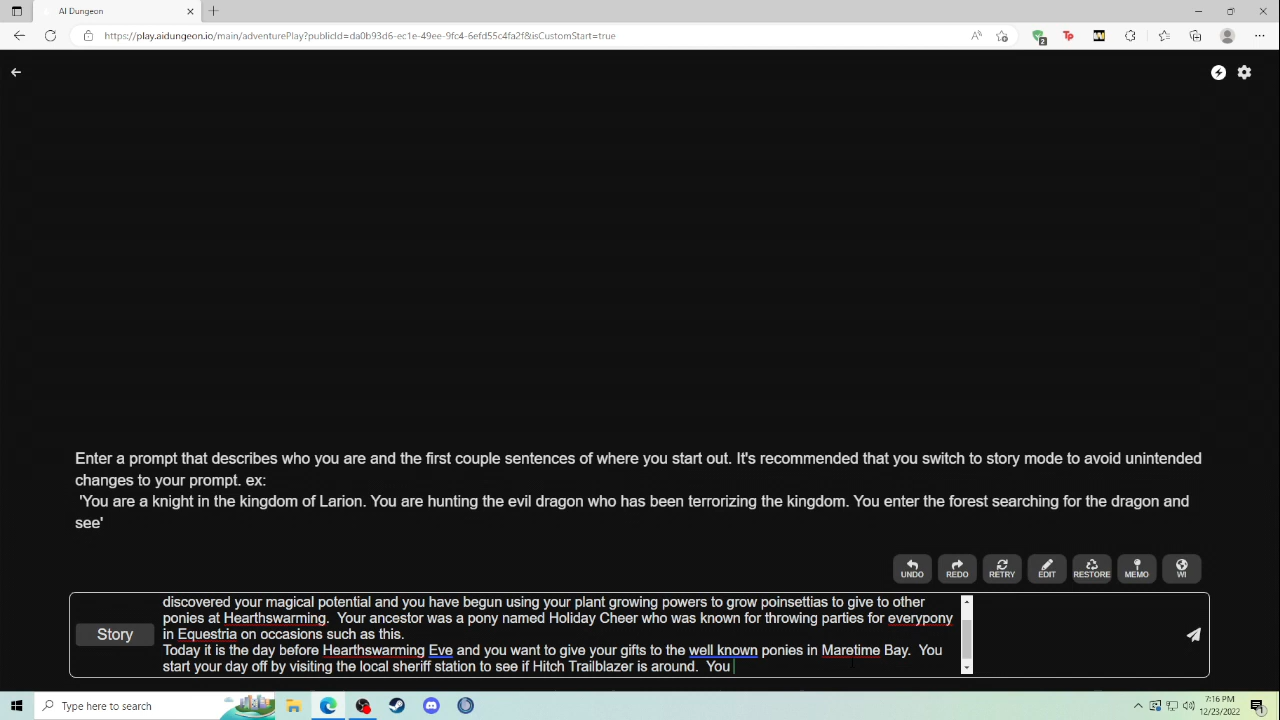 AI Dungeon
https://play.aidungeon.io/main/adventurePlay?publicId=da0b93d6-ec1e-49ee-9fc4-6efd55c4fa2f&isCustomStart=true
2
Tp
Enter a prompt that describes who you are and the first couple sentences of where you start out. It's recommended that you switch to story mode to avoid unintended
changes to your prompt. ex:
'You are a knight in the kingdom of Larion. You are hunting the evil dragon who has been terrorizing the kingdom. You enter the forest searching for the dragon and
see'
UNDO REDO RETRY EDIT RESTORE MEMO WI
Story
discovered your magical potential and you have begun using your plant growing powers to grow poinsettias to give to other
ponies at Hearthswarming.  Your ancestor was a pony named Holiday Cheer who was known for throwing parties for everypony
in Equestria on occasions such as this.
Today it is the day before Hearthswarming Eve and you want to give your gifts to the well known ponies in Maretime Bay.  You
start your day off by visiting the local sheriff station to see if Hitch Trailblazer is around.  You
Type here to search
7:16 PM
12/23/2022
1